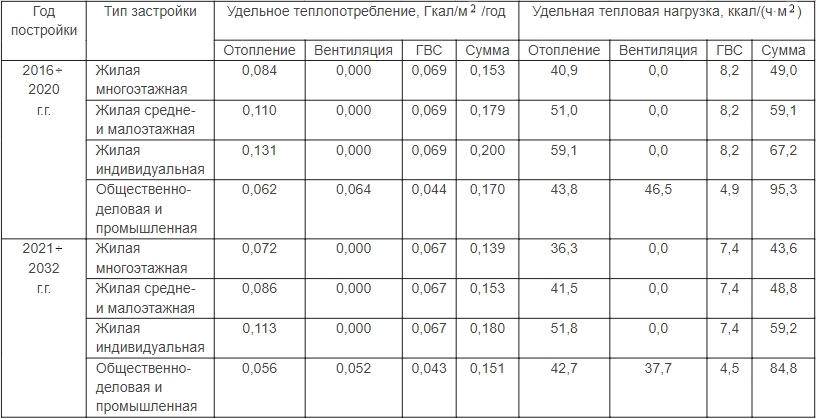 Год постройки | Тип застройки | Удельное теплопотребление, Гкал/м² /год | Удельная тепловая нагрузка, ккал/(ч·м²)
Отопление | Вентиляция | ГВС | Сумма | Отопление | Вентиляция | ГВС | Сумма
2016÷ 2020 г.г. | Жилая многоэтажная | 0,084 | 0,000 | 0,069 | 0,153 | 40,9 | 0,0 | 8,2 | 49,0
Жилая средне- и малоэтажная | 0,110 | 0,000 | 0,069 | 0,179 | 51,0 | 0,0 | 8,2 | 59,1
Жилая индивидуальная | 0,131 | 0,000 | 0,069 | 0,200 | 59,1 | 0,0 | 8,2 | 67,2
Общественно- деловая и промышленная | 0,062 | 0,064 | 0,044 | 0,170 | 43,8 | 46,5 | 4,9 | 95,3
2021÷ 2032 г.г. | Жилая многоэтажная | 0,072 | 0,000 | 0,067 | 0,139 | 36,3 | 0,0 | 7,4 | 43,6
Жилая средне- и малоэтажная | 0,086 | 0,000 | 0,067 | 0,153 | 41,5 | 0,0 | 7,4 | 48,8
Жилая индивидуальная | 0,113 | 0,000 | 0,067 | 0,180 | 51,8 | 0,0 | 7,4 | 59,2
Общественно- деловая и промышленная | 0,056 | 0,052 | 0,043 | 0,151 | 42,7 | 37,7 | 4,5 | 84,8